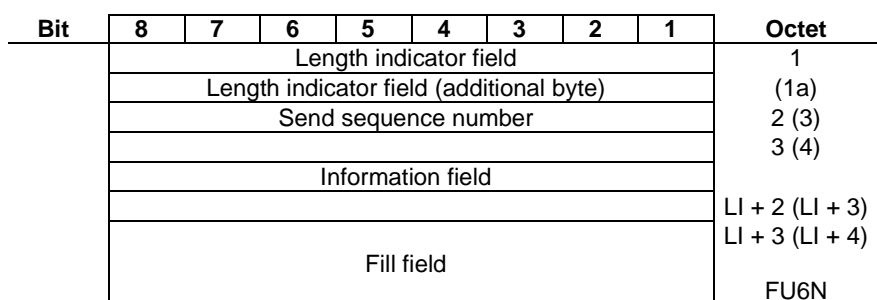 Bit 8 7 6 5 4 3 2 1 Octet
Length indicator field 1
Length indicator field (additional byte) (1a)
Send sequence number 2 (3)
3 (4)
Information field
LI + 2 (LI + 3)
LI + 3 (LI + 4)
Fill field
FU6N